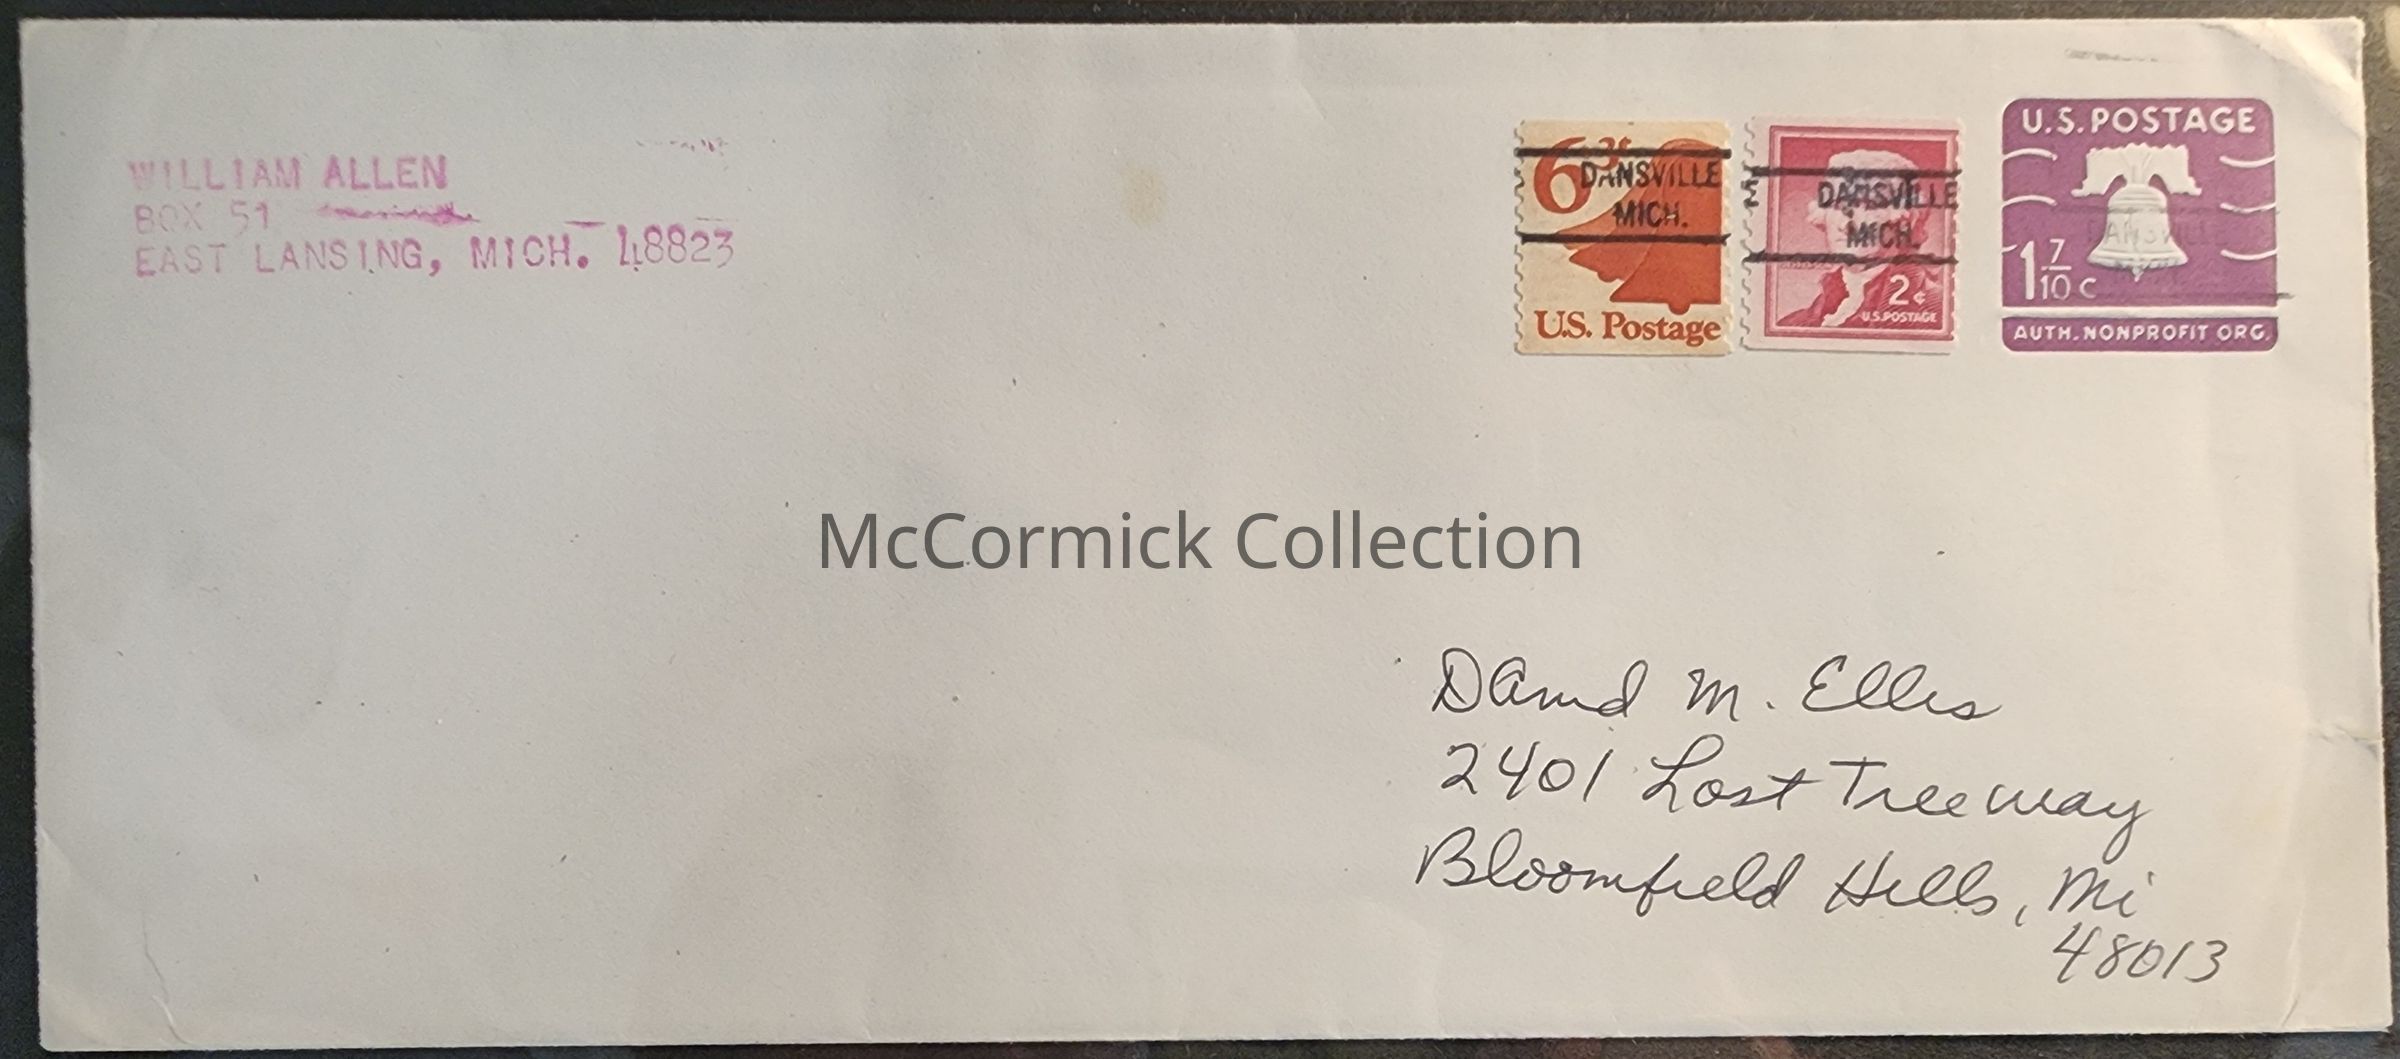 WILLIAM ALLEN
BOX 51
EAST LANSING, MICH. 48823
6.3¢
DANSVILLE
MICH.
U.S. Postage
DANSVILLE
MICH.
2¢
U.S. POSTAGE
U.S. POSTAGE
DANSVILLE
1 7/10 c
AUTH. NONPROFIT ORG.
McCormick Collection
David M. Ellis
2401 Lost Tree Way
Bloomfield Hills, Mi
48013